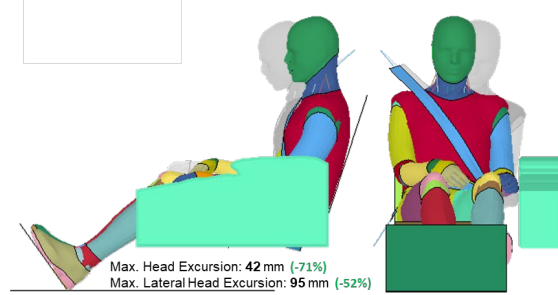 Max. Head Excursion: 42 mm (-71%)
Max. Lateral Head Excursion: 95 mm (-52%)